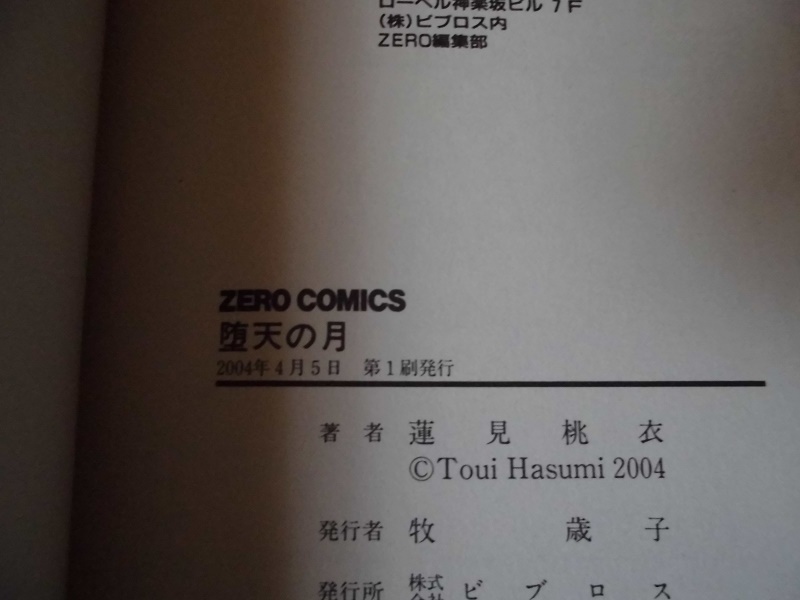 ローベル神楽坂ビル 7F
(株)ビブロス内
ZERO編集部
ZERO COMICS
堕天の月
2004年4月5日 第1刷発行
著者 蓮見桃衣
©Toui Hasumi 2004
発行者 牧歳子
発行所 株式会社 ビブロス